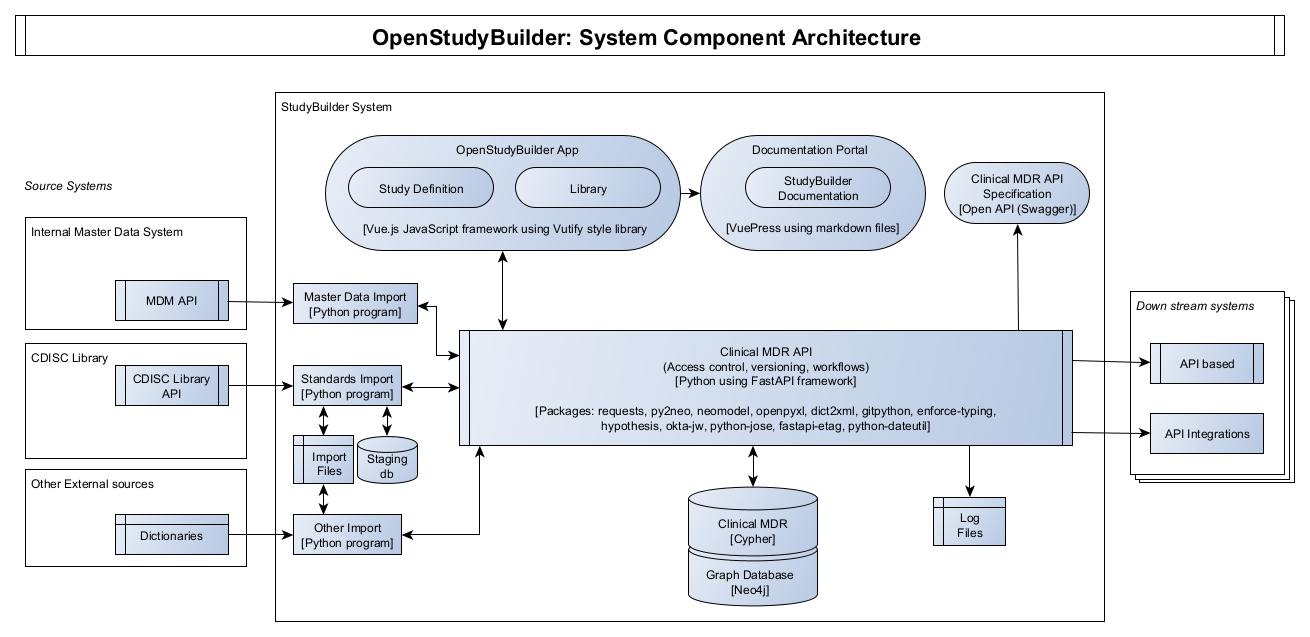 OpenStudyBuilder: System Component Architecture
StudyBuilder System
OpenStudyBuilder App
Study Definition
Library
[Vue.js JavaScript framework using Vutify style library
Documentation Portal
StudyBuilder
Documentation
[VuePress using markdown files]
Clinical MDR API
Specification
[Open API (Swagger)]
Source Systems
Internal Master Data System
MDM API
CDISC Library
CDISC Library
API
Other External sources
Dictionaries
Master Data Import
[Python program]
Standards Import
[Python program]
Import
Files
Staging
db
Other Import
[Python program]
Clinical MDR API
(Access control, versioning, workflows)
[Python using FastAPI framework]
[Packages: requests, py2neo, neomodel, openpyxl, dict2xml, gitpython, enforce-typing,
hypothesis, okta-jw, python-jose, fastapi-etag, python-dateutil]
Clinical MDR
[Cypher]
Graph Database
[Neo4j]
Log
Files
Down stream systems
API based
API Integrations